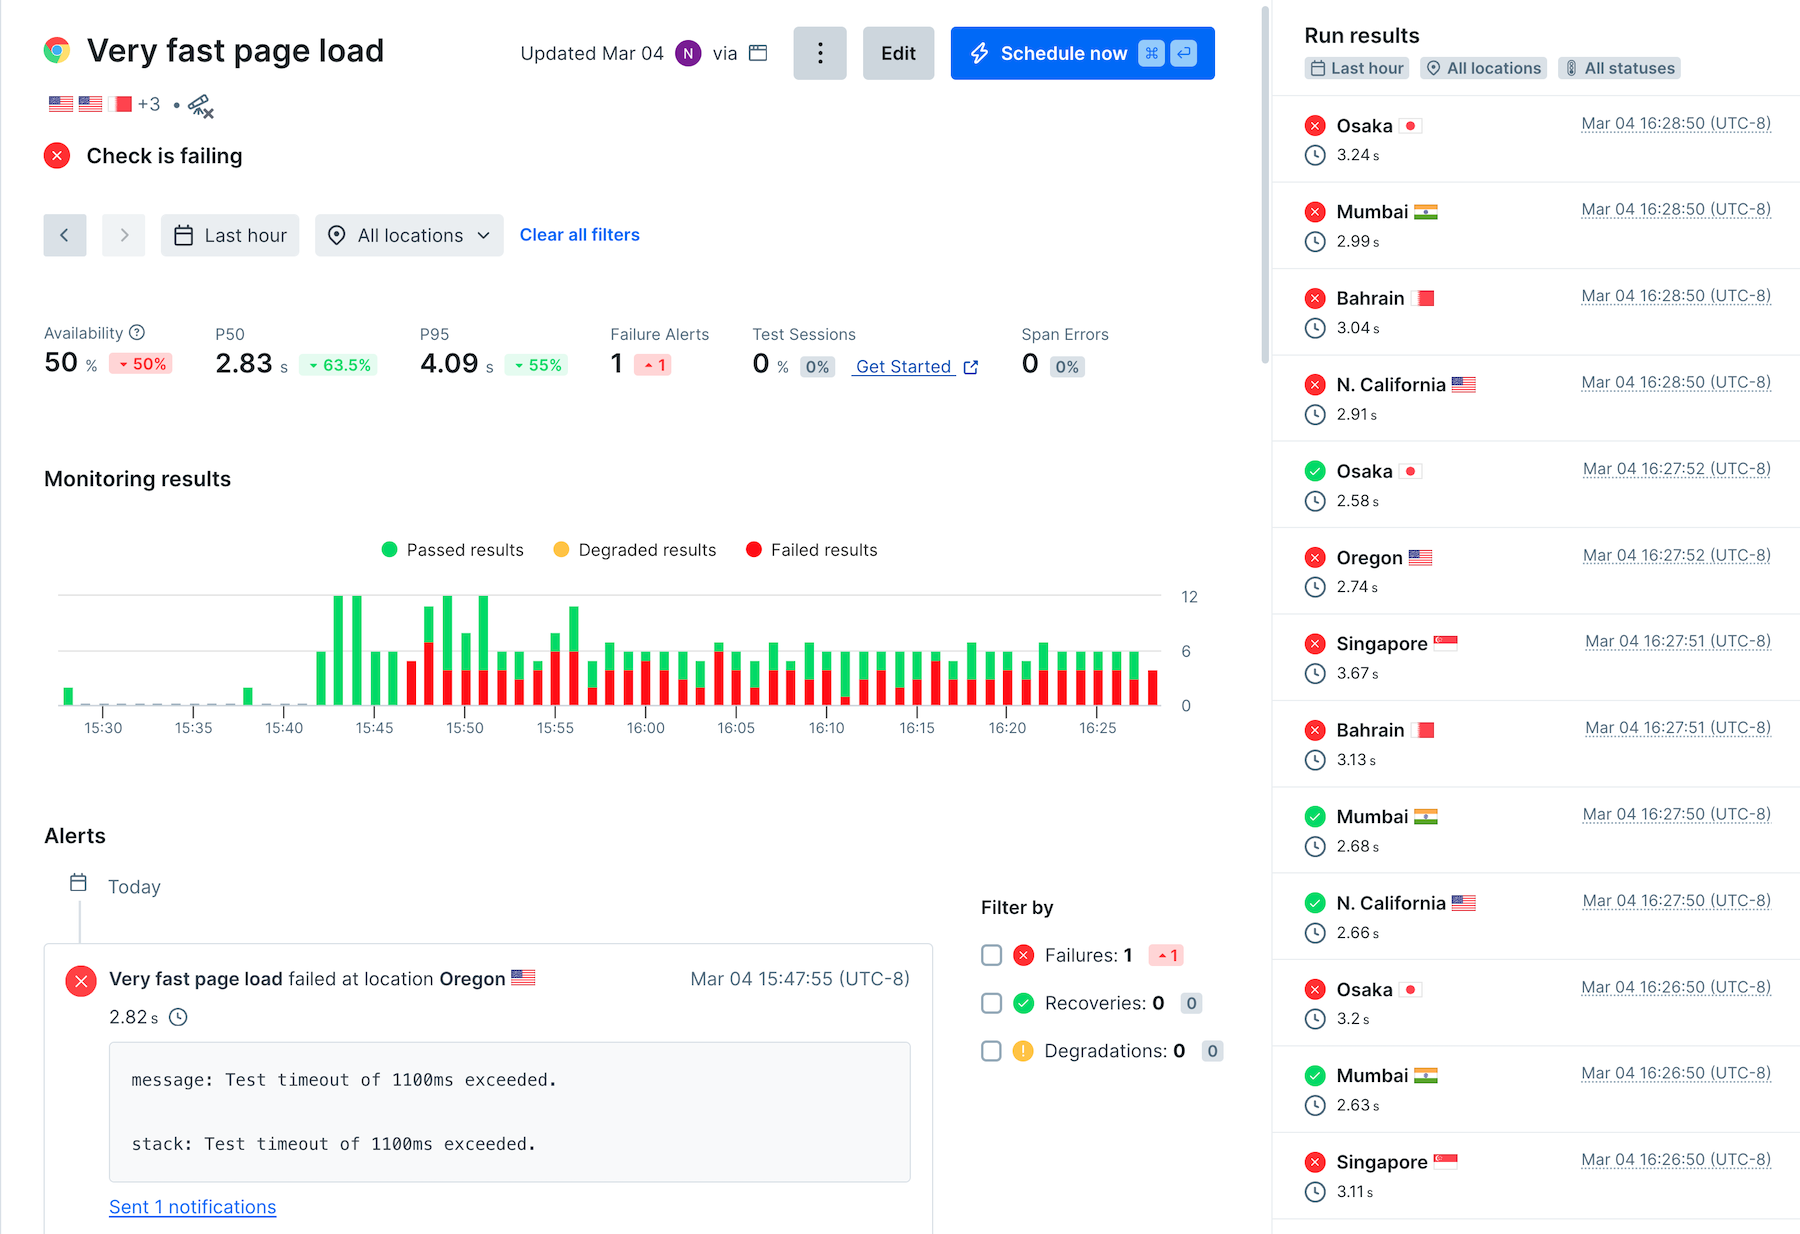 Very fast page load
Updated Mar 04 N via
Edit
Schedule now
+3
Check is failing
Last hour
All locations
Clear all filters
Availability
50 % 50%
P50
2.83 s 63.5%
P95
4.09 s 55%
Failure Alerts
1 1
Test Sessions
0 % 0% Get Started
Span Errors
0 0%
Monitoring results
Passed results Degraded results Failed results
12
6
0
15:30 15:35 15:40 15:45 15:50 15:55 16:00 16:05 16:10 16:15 16:20 16:25
Alerts
Today
Very fast page load failed at location Oregon Mar 04 15:47:55 (UTC-8)
2.82 s
message: Test timeout of 1100ms exceeded.
stack: Test timeout of 1100ms exceeded.
Sent 1 notifications
Filter by
Failures: 1 1
Recoveries: 0 0
Degradations: 0 0
Run results
Last hour All locations All statuses
Osaka Mar 04 16:28:50 (UTC-8)
3.24 s
Mumbai Mar 04 16:28:50 (UTC-8)
2.99 s
Bahrain Mar 04 16:28:50 (UTC-8)
3.04 s
N. California Mar 04 16:28:50 (UTC-8)
2.91 s
Osaka Mar 04 16:27:52 (UTC-8)
2.58 s
Oregon Mar 04 16:27:52 (UTC-8)
2.74 s
Singapore Mar 04 16:27:51 (UTC-8)
3.67 s
Bahrain Mar 04 16:27:51 (UTC-8)
3.13 s
Mumbai Mar 04 16:27:50 (UTC-8)
2.68 s
N. California Mar 04 16:27:50 (UTC-8)
2.66 s
Osaka Mar 04 16:26:50 (UTC-8)
3.2 s
Mumbai Mar 04 16:26:50 (UTC-8)
2.63 s
Singapore Mar 04 16:26:50 (UTC-8)
3.11 s